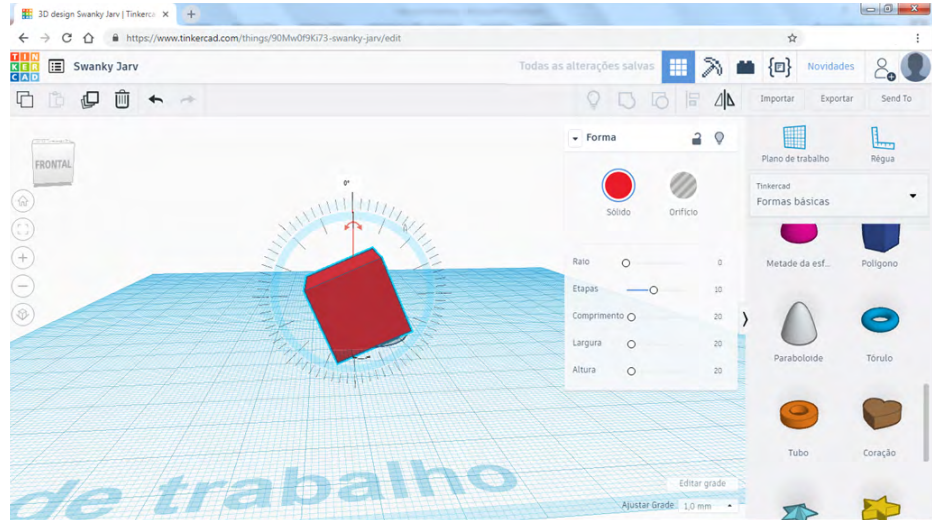 3D design Swanky Jarv | Tinkerca
https://www.tinkercad.com/things/90Mw0f9Ki73-swanky-jarv/edit
TIN
KER
CAD
Swanky Jarv
Todas as alterações salvas
Novidades
Importar
Exportar
Send To
FRONTAL
0°
Forma
Sólido
Orifício
Raio
0
Etapas
10
Comprimento
20
Largura
20
Altura
20
Plano de trabalho
Régua
Tinkercad
Formas básicas
Metade da esf...
Polígono
Paraboloide
Tórulo
Tubo
Coração
de trabalho
Editar grade
Ajustar Grade
1,0 mm